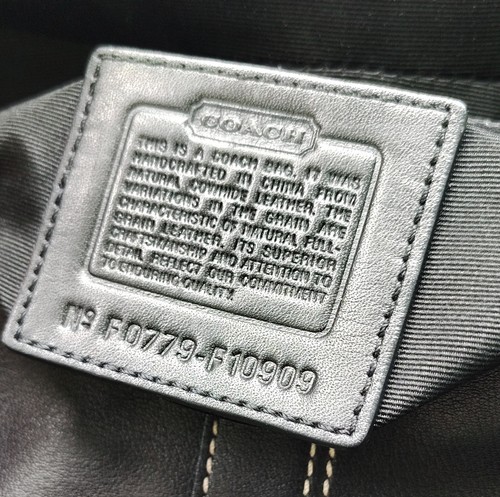 COACH
THIS IS A COACH BAG. IT WAS
HANDCRAFTED IN CHINA FROM
NATURAL COWHIDE LEATHER. THE
VARIATIONS IN THE GRAIN ARE
CHARACTERISTIC OF NATURAL FULL-
GRAIN LEATHER. ITS SUPERIOR
CRAFTSMANSHIP AND ATTENTION TO
DETAIL REFLECT OUR COMMITMENT
TO ENDURING QUALITY.
Nº F0779-F10909